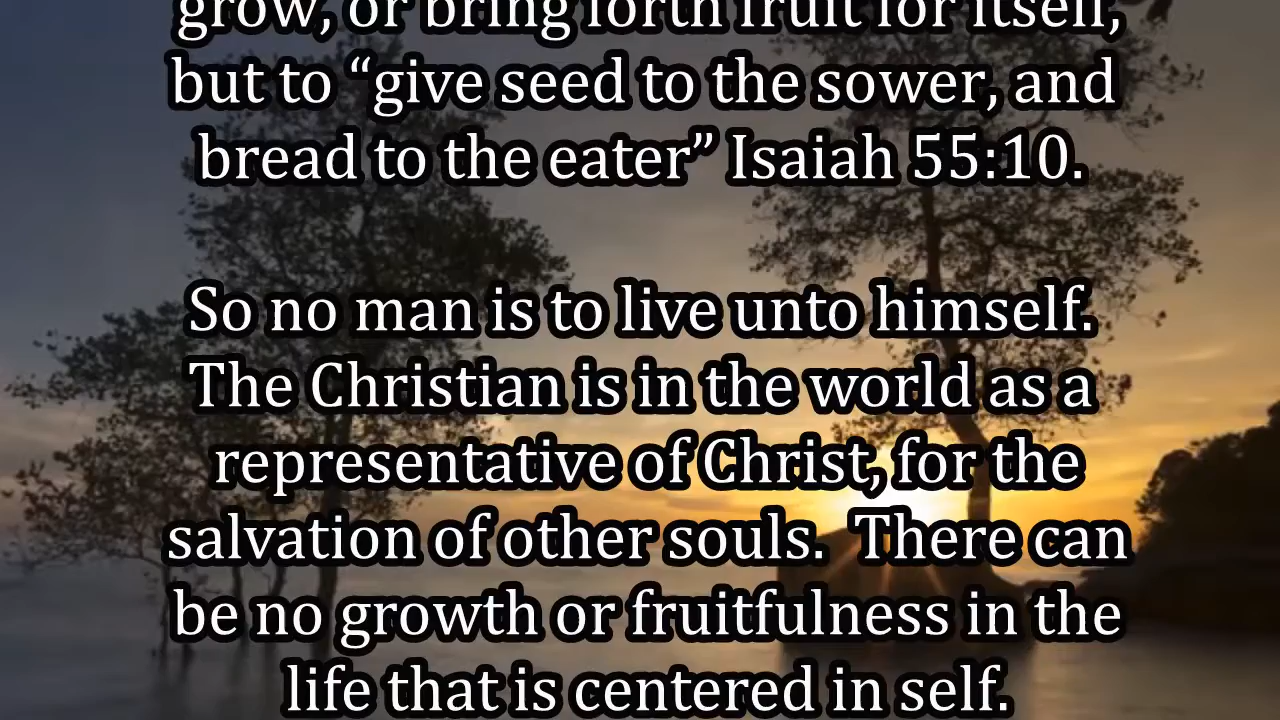 grow, or bring forth fruit for itself,
but to “give seed to the sower, and
bread to the eater” Isaiah 55:10.
So no man is to live unto himself.
The Christian is in the world as a
representative of Christ, for the
salvation of other souls.  There can
be no growth or fruitfulness in the
life that is centered in self.